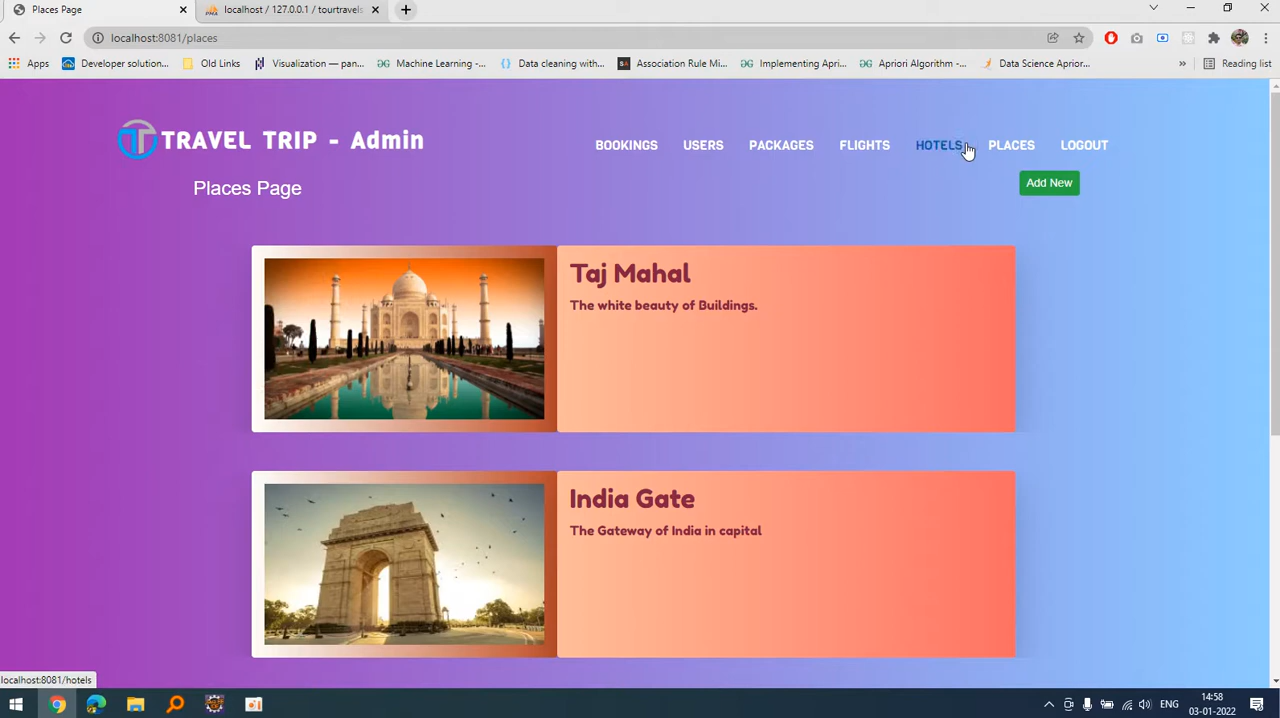 Places Page
localhost / 127.0.0.1 / tourtravels
localhost:8081/places
Apps
Developer solution...
Old Links
Visualization — pan...
Machine Learning -...
Data cleaning with...
Association Rule Mi...
Implementing Apri...
Apriori Algorithm -...
Data Science Aprior...
»
Reading list
TRAVEL TRIP - Admin
BOOKINGS
USERS
PACKAGES
FLIGHTS
HOTELS
PLACES
LOGOUT
Places Page
Add New
Taj Mahal
The white beauty of Buildings.
India Gate
The Gateway of India in capital
localhost:8081/hotels
ENG
14:58
03-01-2022